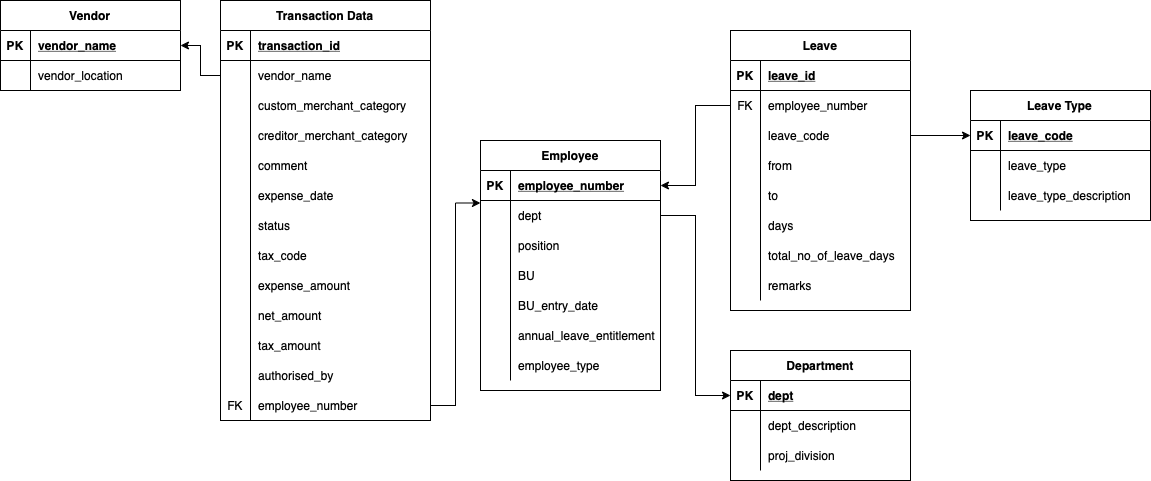 Vendor
PK vendor_name
vendor_location
Transaction Data
PK transaction_id
vendor_name
custom_merchant_category
creditor_merchant_category
comment
expense_date
status
tax_code
expense_amount
net_amount
tax_amount
authorised_by
FK employee_number
Employee
PK employee_number
dept
position
BU
BU_entry_date
annual_leave_entitlement
employee_type
Leave
PK leave_id
FK employee_number
leave_code
from
to
days
total_no_of_leave_days
remarks
Leave Type
PK leave_code
leave_type
leave_type_description
Department
PK dept
dept_description
proj_division